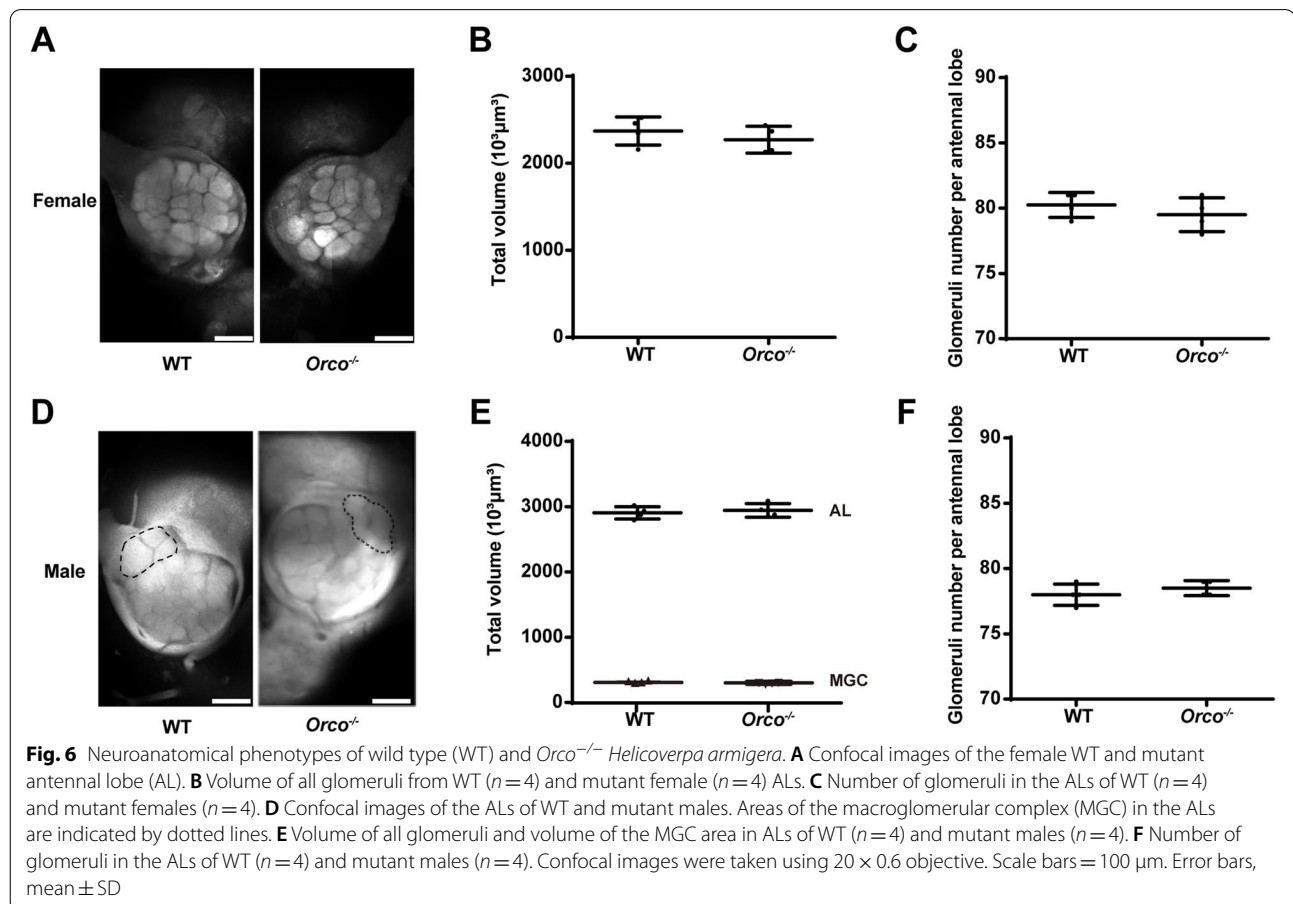 A
Female
WT
Orco-/-
B
Total volume (10³µm³)
3000
2000
1000
0
WT
Orco-/-
C
Glomeruli number per antennal lobe
90
85
80
75
70
WT
Orco-/-
D
Male
WT
Orco-/-
E
Total volume (10³µm³)
4000
3000
2000
1000
0
AL
MGC
WT
Orco-/-
F
Glomeruli number per antennal lobe
90
85
80
75
70
WT
Orco-/-
Fig. 6 Neuroanatomical phenotypes of wild type (WT) and Orco−/− Helicoverpa armigera. A Confocal images of the female WT and mutant
antennal lobe (AL). B Volume of all glomeruli from WT (n = 4) and mutant female (n = 4) ALs. C Number of glomeruli in the ALs of WT (n = 4)
and mutant females (n = 4). D Confocal images of the ALs of WT and mutant males. Areas of the macroglomerular complex (MGC) in the ALs
are indicated by dotted lines. E Volume of all glomeruli and volume of the MGC area in ALs of WT (n = 4) and mutant males (n = 4). F Number of
glomeruli in the ALs of WT (n = 4) and mutant males (n = 4). Confocal images were taken using 20 × 0.6 objective. Scale bars = 100 µm. Error bars,
mean ± SD